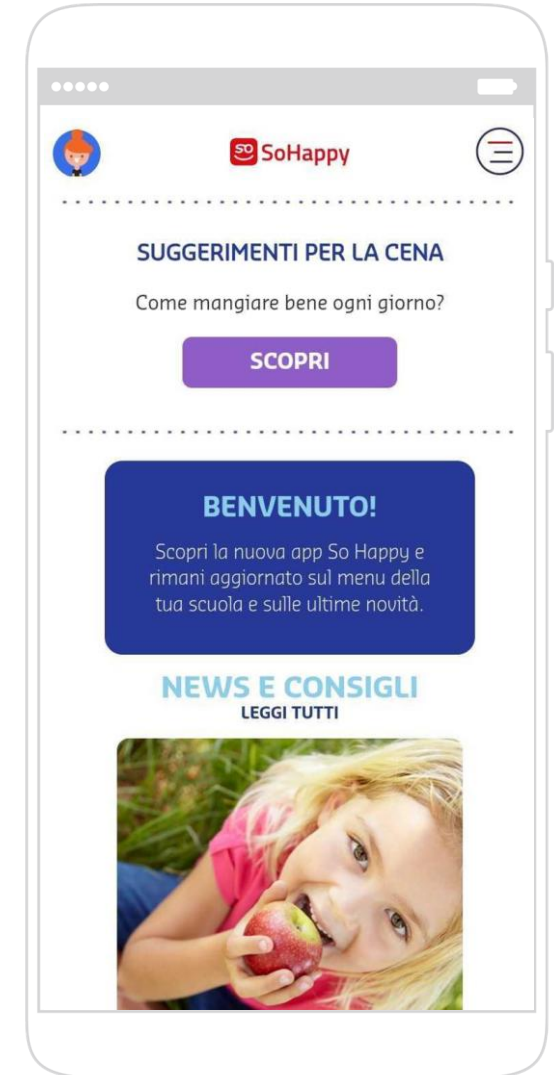 so SoHappy
SUGGERIMENTI PER LA CENA
Come mangiare bene ogni giorno?
SCOPRI
BENVENUTO!
Scopri la nuova app So Happy e
rimani aggiornato sul menu della
tua scuola e sulle ultime novità.
NEWS E CONSIGLI
LEGGI TUTTI